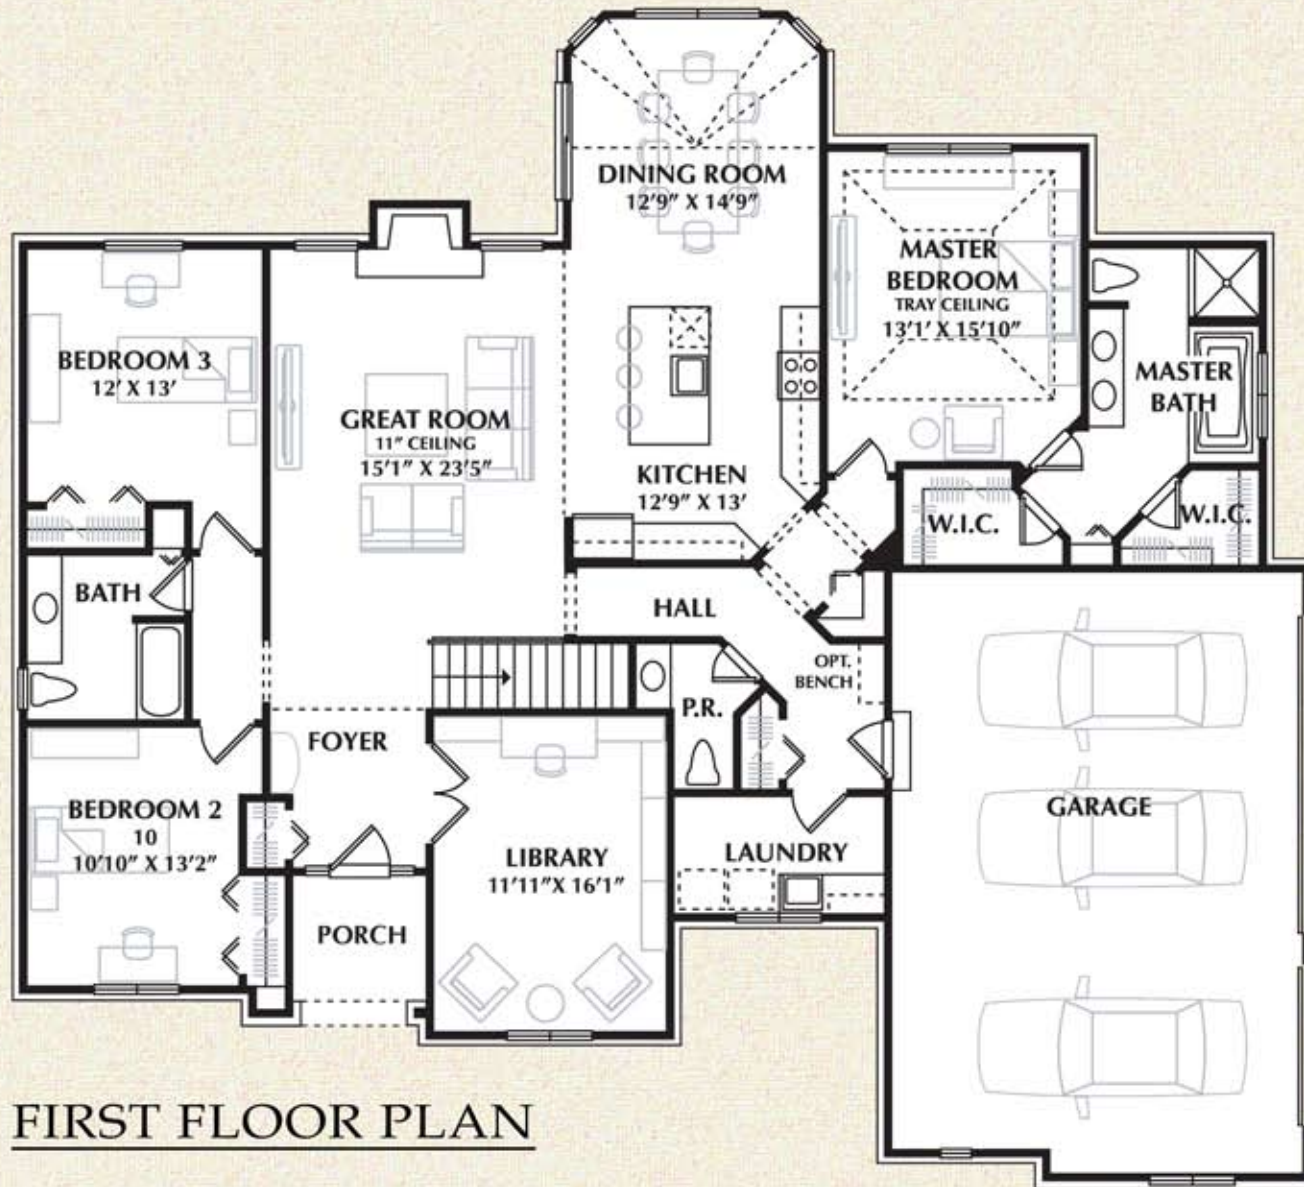 DINING ROOM
12'9" X 14'9"
MASTER
BEDROOM
TRAY CEILING
13'1' X 15'10"
BEDROOM 3
12' X 13'
GREAT ROOM
11" CEILING
15'1" X 23'5"
MASTER
BATH
KITCHEN
12'9" X 13'
W.I.C.
W.I.C.
BATH
HALL
OPT.
BENCH
P.R.
FOYER
BEDROOM 2
10
10'10" X 13'2"
LIBRARY
11'11"X 16'1"
LAUNDRY
GARAGE
PORCH
FIRST FLOOR PLAN